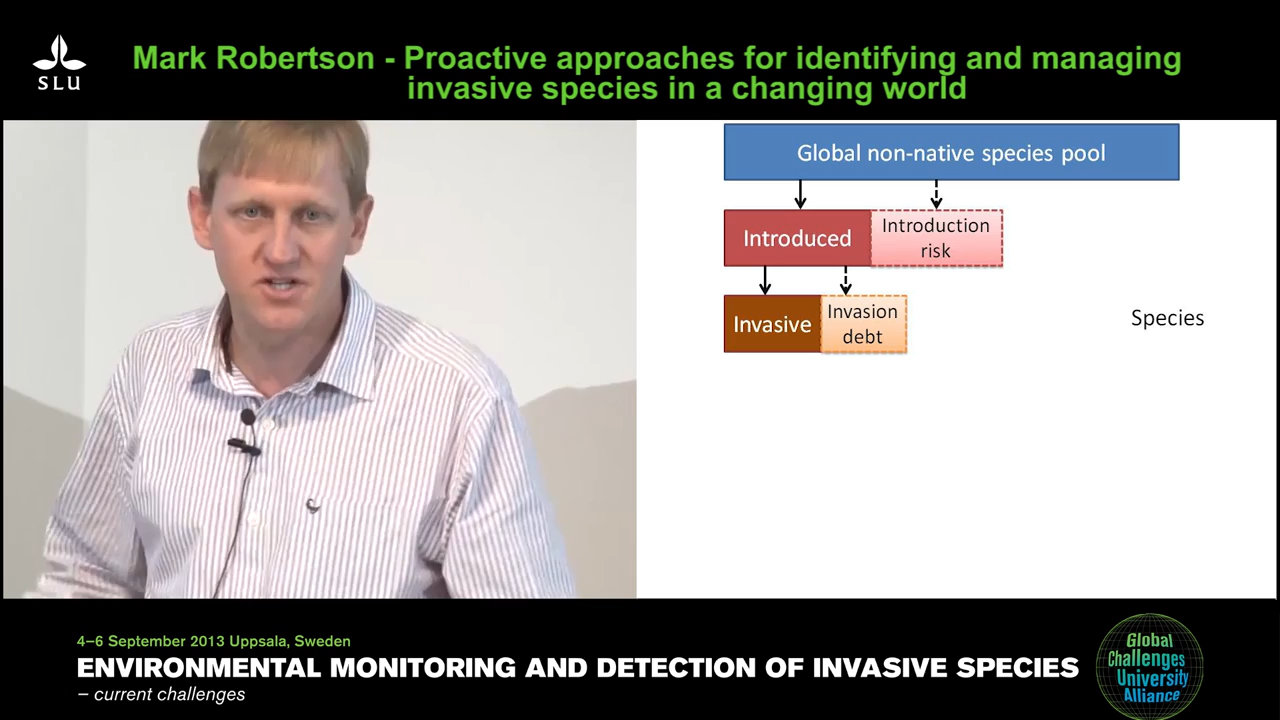 SLU
Mark Robertson - Proactive approaches for identifying and managing
invasive species in a changing world
Global non-native species pool
Introduced
Introduction
risk
Invasive
Invasion
debt
Species
4–6 September 2013 Uppsala, Sweden
ENVIRONMENTAL MONITORING AND DETECTION OF INVASIVE SPECIES
– current challenges
Global
Challenges
University
Alliance